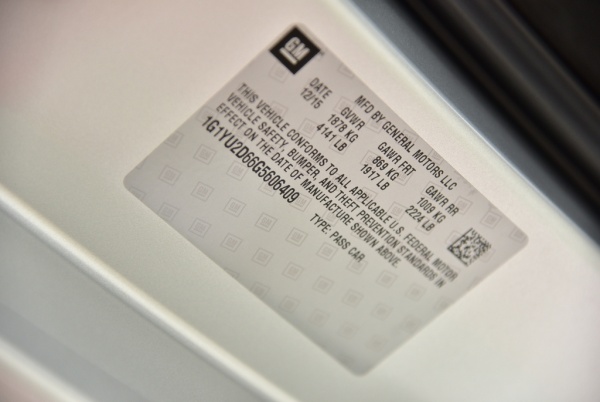 GM
MFD BY GENERAL MOTORS LLC
DATE GVWR GAWR FRT GAWR RR
12/15 1878 KG 869 KG 1009 KG
4141 LB 1917 LB 2224 LB
THIS VEHICLE CONFORMS TO ALL APPLICABLE U.S. FEDERAL MOTOR
VEHICLE SAFETY, BUMPER, AND THEFT PREVENTION STANDARDS IN
EFFECT ON THE DATE OF MANUFACTURE SHOWN ABOVE.
1G1YU2D66G5606409
TYPE: PASS CAR